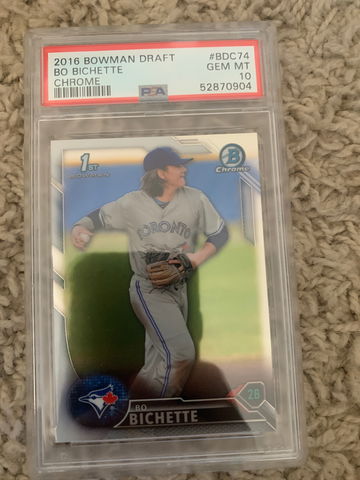 2016 BOWMAN DRAFT #BDC74
BO BICHETTE GEM MT
CHROME 10
PSA 52870904
1ST
BOWMAN
B
Chrome
TORONTO
BO
BICHETTE
2B